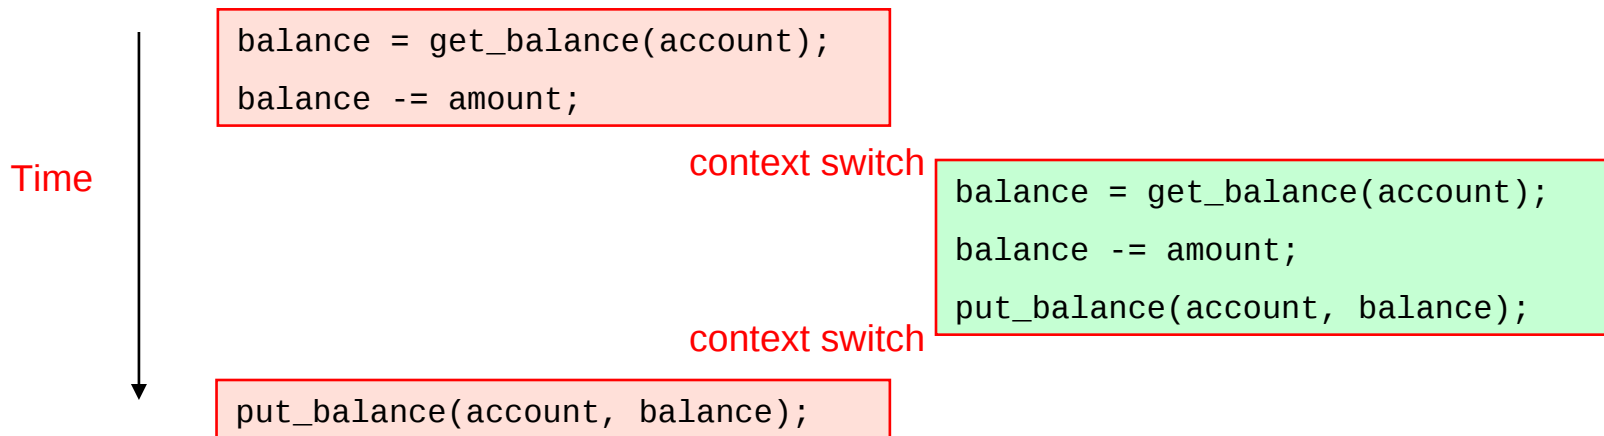 balance = get_balance(account);
balance -= amount;
Time
context switch
balance = get_balance(account);
balance -= amount;
put_balance(account, balance);
context switch
put_balance(account, balance);